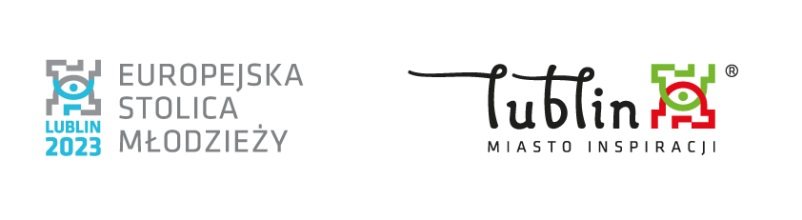 EUROPEJSKA
STOLICA
MŁODZIEŻY
LUBLIN
2023
lublin ®
MIASTO INSPIRACJI